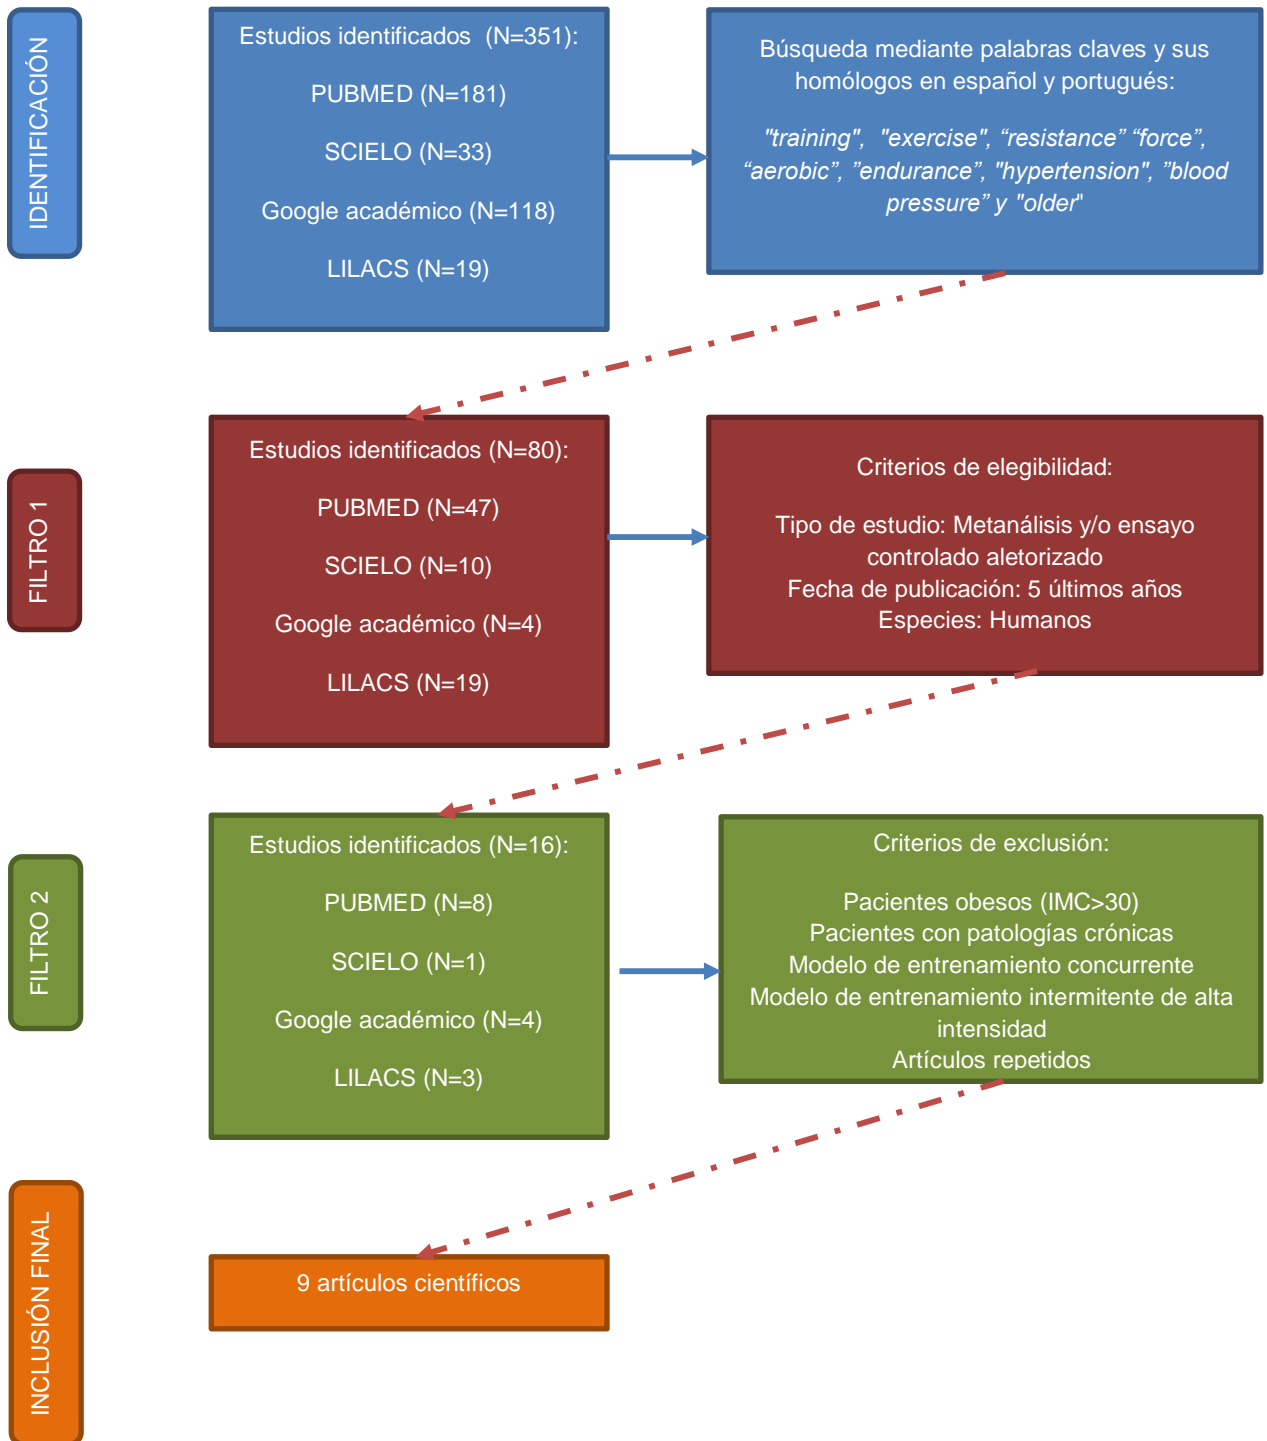 IDENTIFICACIÓN
Estudios identificados  (N=351):
PUBMED (N=181)
SCIELO (N=33)
Google académico (N=118)
LILACS (N=19)
Búsqueda mediante palabras claves y sus
homólogos en español y portugués:
"training",  "exercise", “resistance” “force”,
“aerobic”, ”endurance”, "hypertension", ”blood
pressure” y "older"
FILTRO 1
Estudios identificados (N=80):
PUBMED (N=47)
SCIELO (N=10)
Google académico (N=4)
LILACS (N=19)
Criterios de elegibilidad:
Tipo de estudio: Metanálisis y/o ensayo
controlado aletorizado
Fecha de publicación: 5 últimos años
Especies: Humanos
FILTRO 2
Estudios identificados (N=16):
PUBMED (N=8)
SCIELO (N=1)
Google académico (N=4)
LILACS (N=3)
Criterios de exclusión:
Pacientes obesos (IMC>30)
Pacientes con patologías crónicas
Modelo de entrenamiento concurrente
Modelo de entrenamiento intermitente de alta
intensidad
Artículos repetidos
INCLUSIÓN FINAL
9 artículos científicos